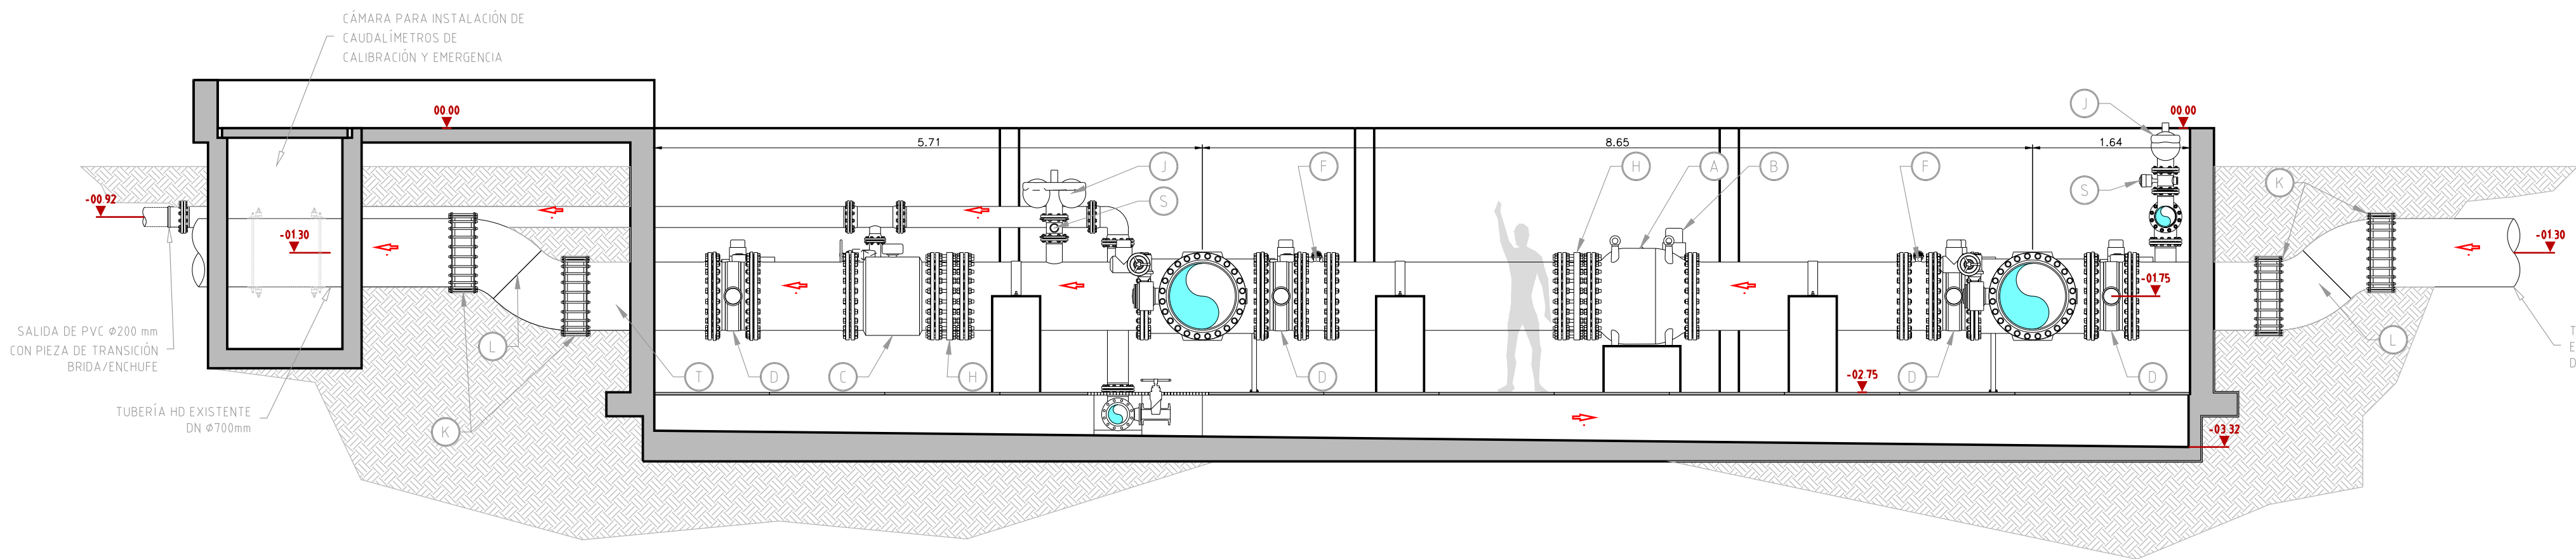 CÁMARA PARA INSTALACIÓN DE
CAUDALÍMETROS DE
CALIBRACIÓN Y EMERGENCIA
00.00
5.71
8.65
1.64
J
00.00
J
S
F
H
A
B
F
S
K
-00.92
-01.30
-01.30
-01.75
SALIDA DE PVC Ø200 mm
CON PIEZA DE TRANSICIÓN
BRIDA/ENCHUFE
L
L
T
D
C
H
D
D
D
-02.75
TUBERÍA HD EXISTENTE
DN Ø700mm
K
-03.32